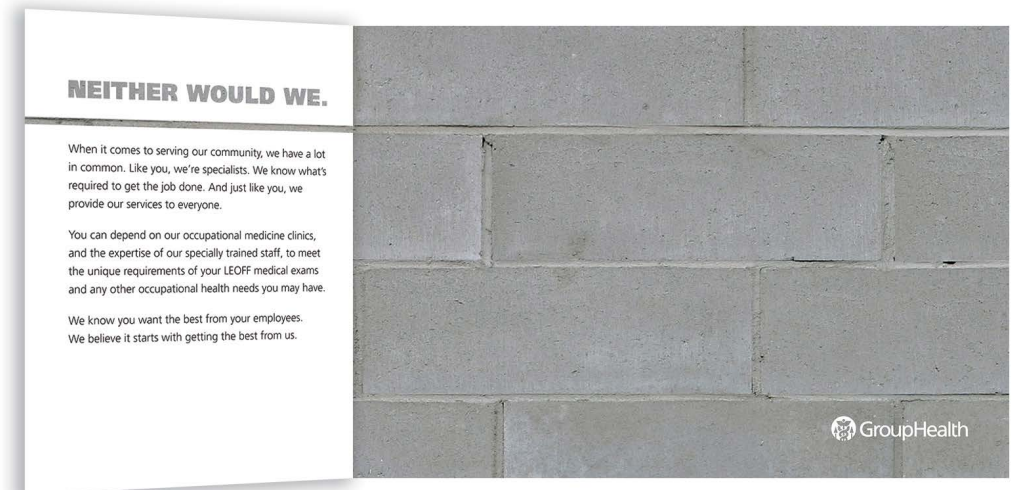 NEITHER WOULD WE.
When it comes to serving our community, we have a lot
in common. Like you, we're specialists. We know what's
required to get the job done. And just like you, we
provide our services to everyone.
You can depend on our occupational medicine clinics,
and the expertise of our specially trained staff, to meet
the unique requirements of your LEOFF medical exams
and any other occupational health needs you may have.
We know you want the best from your employees.
We believe it starts with getting the best from us.
GroupHealth